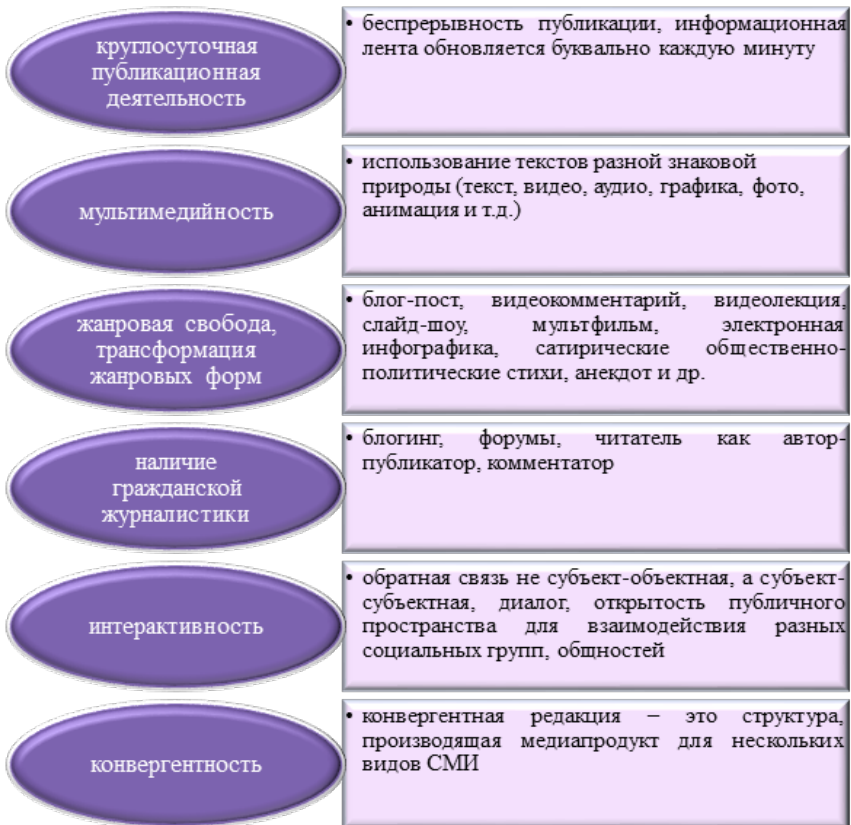 круглосуточная
публикационная
деятельность
• беспрерывность публикации, информационная
лента обновляется буквально каждую минуту
мультимедийность
• использование текстов разной знаковой
природы (текст, видео, аудио, графика, фото,
анимация и т.д.)
жанровая свобода,
трансформация
жанровых форм
• блог-пост, видеокомментарий, видеолекция,
слайд-шоу, мультфильм, электронная
инфографика, сатирические общественно-
политические стихи, анекдот и др.
наличие
гражданской
журналистики
• блогинг, форумы, читатель как автор-
публикатор, комментатор
интерактивность
• обратная связь не субъект-объектная, а субъект-
субъектная, диалог, открытость публичного
пространства для взаимодействия разных
социальных групп, общностей
конвергентность
• конвергентная редакция – это структура,
производящая медиапродукт для нескольких
видов СМИ